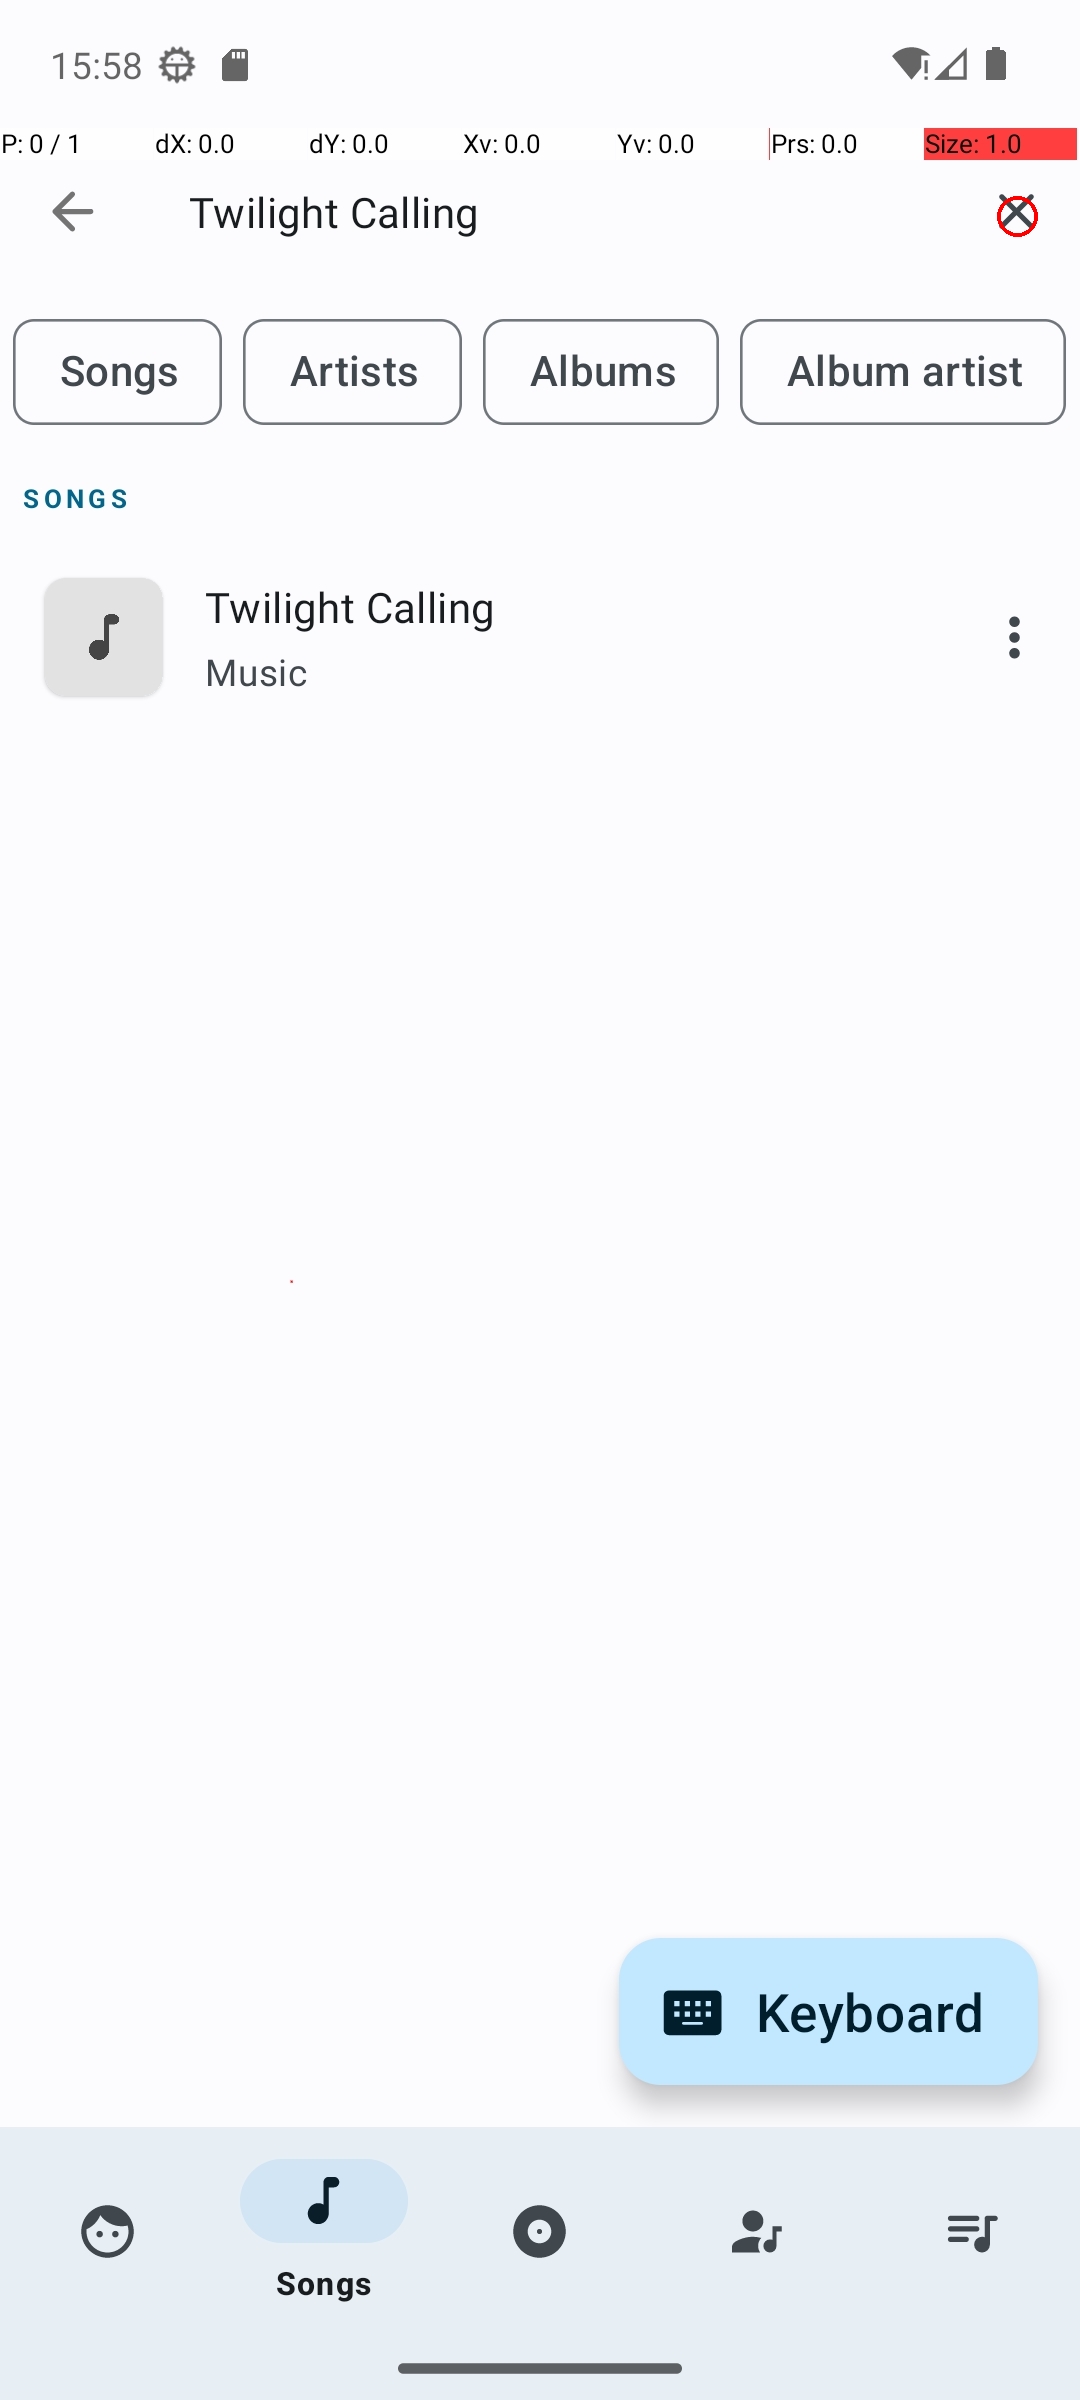 15:58
P: 0 / 1 dX: 0.0 dY: 0.0 Xv: 0.0 Yv: 0.0 Prs: 0.0 Size: 1.0
Twilight Calling
Songs Artists Albums Album artist
SONGS
Twilight Calling
Music
Keyboard
Songs